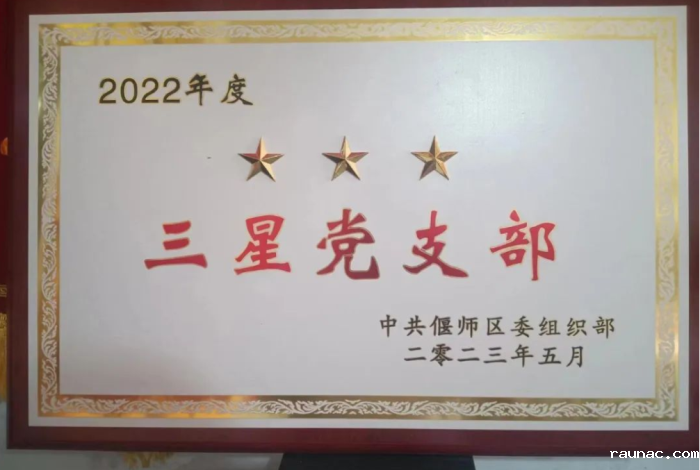 2022年度
三星党支部
中共偃师区委组织部
二零二三年五月
raunac.com